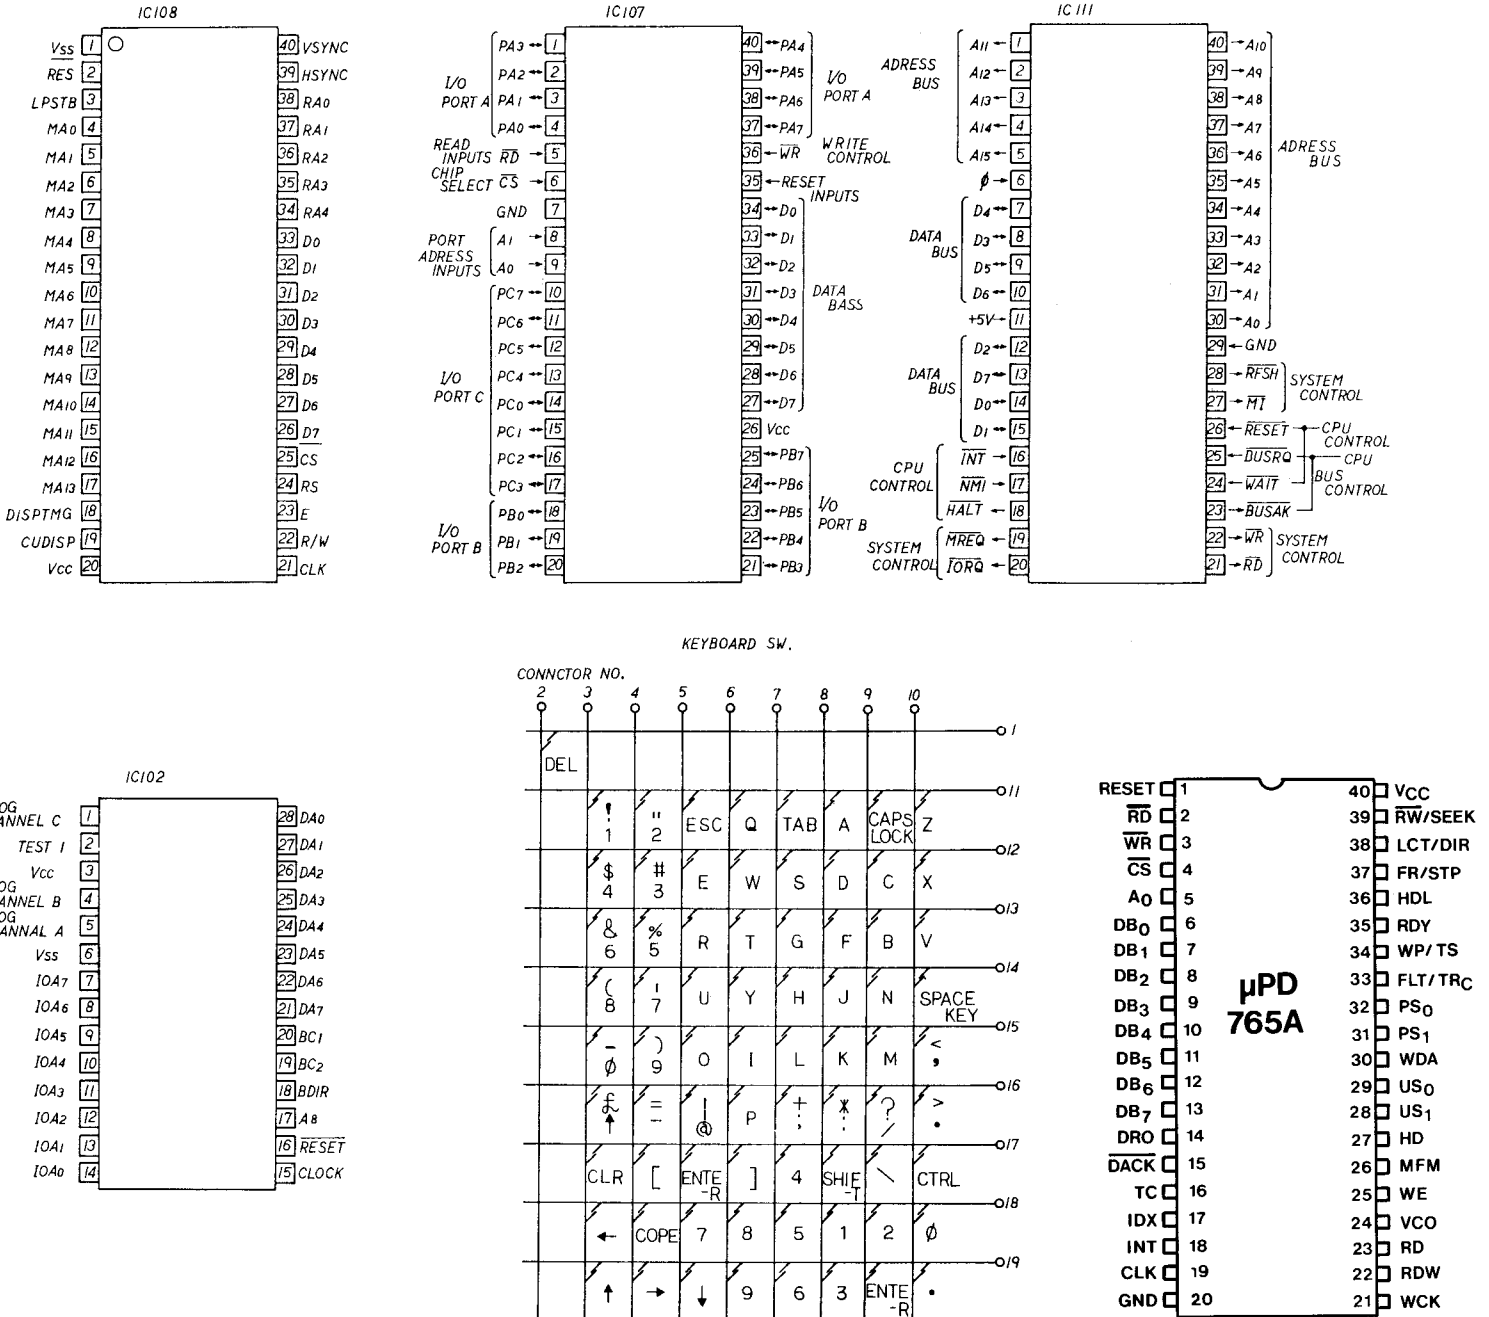 IC108
Vss 1 40 VSYNC
RES 2 39 HSYNC
LPSTB 3 38 RA0
MA0 4 37 RA1
MA1 5 36 RA2
MA2 6 35 RA3
MA3 7 34 RA4
MA4 8 33 D0
MA5 9 32 D1
MA6 10 31 D2
MA7 11 30 D3
MA8 12 29 D4
MA9 13 28 D5
MA10 14 27 D6
MA11 15 26 D7
MA12 16 25 CS
MA13 17 24 RS
DISPTMG 18 23 E
CUDISP 19 22 R/W
Vcc 20 21 CLK
IC107
I/O
PORT A
READ
INPUTS
CHIP
SELECT
PORT
ADRESS
INPUTS
I/O
PORT C
I/O
PORT B
PA3 ↔ 1 40 ↔ PA4
PA2 ↔ 2 39 ↔ PA5
PA1 ↔ 3 38 ↔ PA6
PA0 ↔ 4 37 ↔ PA7
RD → 5 36 ← WR
CS → 6 35 ← RESET
GND 7 34 ↔ D0
A1 → 8 33 ↔ D1
A0 → 9 32 ↔ D2
PC7 ↔ 10 31 ↔ D3
PC6 ↔ 11 30 ↔ D4
PC5 ↔ 12 29 ↔ D5
PC4 ↔ 13 28 ↔ D6
PC0 ↔ 14 27 ↔ D7
PC1 ↔ 15 26 Vcc
PC2 ↔ 16 25 ↔ PB7
PC3 ↔ 17 24 ↔ PB6
PB0 ↔ 18 23 ↔ PB5
PB1 ↔ 19 22 ↔ PB4
PB2 ↔ 20 21 ↔ PB3
I/O
PORT A
WRITE
CONTROL
INPUTS
DATA
BASS
I/O
PORT B
IC111
ADRESS
BUS
DATA
BUS
DATA
BUS
CPU
CONTROL
SYSTEM
CONTROL
A11 ← 1 40 → A10
A12 ← 2 39 → A9
A13 ← 3 38 → A8
A14 ← 4 37 → A7
A15 ← 5 36 → A6
ϕ → 6 35 → A5
D4 ↔ 7 34 → A4
D3 ↔ 8 33 → A3
D5 ↔ 9 32 → A2
D6 ↔ 10 31 → A1
+5V → 11 30 → A0
D2 ↔ 12 29 ← GND
D7 ↔ 13 28 → RFSH
D0 ↔ 14 27 → M1
D1 ↔ 15 26 ← RESET
INT → 16 25 ← BUSRQ
NMI → 17 24 ← WAIT
HALT ← 18 23 → BUSAK
MREQ ← 19 22 → WR
IORQ ← 20 21 → RD
ADRESS
BUS
SYSTEM
CONTROL
CPU
CONTROL
CPU
BUS
CONTROL
SYSTEM
CONTROL
IC102
OG
ANNEL C 1 28 DA0
TEST 1 2 27 DA1
Vcc 3 26 DA2
OG
ANNEL B 4 25 DA3
OG
ANNAL A 5 24 DA4
Vss 6 23 DA5
IOA7 7 22 DA6
IOA6 8 21 DA7
IOA5 9 20 BC1
IOA4 10 19 BC2
IOA3 11 18 BDIR
IOA2 12 17 A8
IOA1 13 16 RESET
IOA0 14 15 CLOCK
KEYBOARD SW.
CONNCTOR NO.
2 3 4 5 6 7 8 9 10
1
DEL
11
! " CAPS
1 2 ESC Q TAB A LOCK Z
12
$ #
4 3 E W S D C X
13
& %
6 5 R T G F B V
14
( '
8 7 U Y H J N SPACE
KEY
15
_ ) <
Ø 9 O I L K M ,
16
£ = | + * ? >
↑ - @ P ; : / .
17
CLR [ ENTE ] 4 SHIF \ CTRL
-R -T
18
← COPE 7 8 5 1 2 Ø
19
↑ → ↓ 9 6 3 ENTE .
-R
µPD
765A
RESET 1 40 VCC
RD 2 39 RW/SEEK
WR 3 38 LCT/DIR
CS 4 37 FR/STP
A0 5 36 HDL
DB0 6 35 RDY
DB1 7 34 WP/TS
DB2 8 33 FLT/TRC
DB3 9 32 PS0
DB4 10 31 PS1
DB5 11 30 WDA
DB6 12 29 US0
DB7 13 28 US1
DRO 14 27 HD
DACK 15 26 MFM
TC 16 25 WE
IDX 17 24 VCO
INT 18 23 RD
CLK 19 22 RDW
GND 20 21 WCK